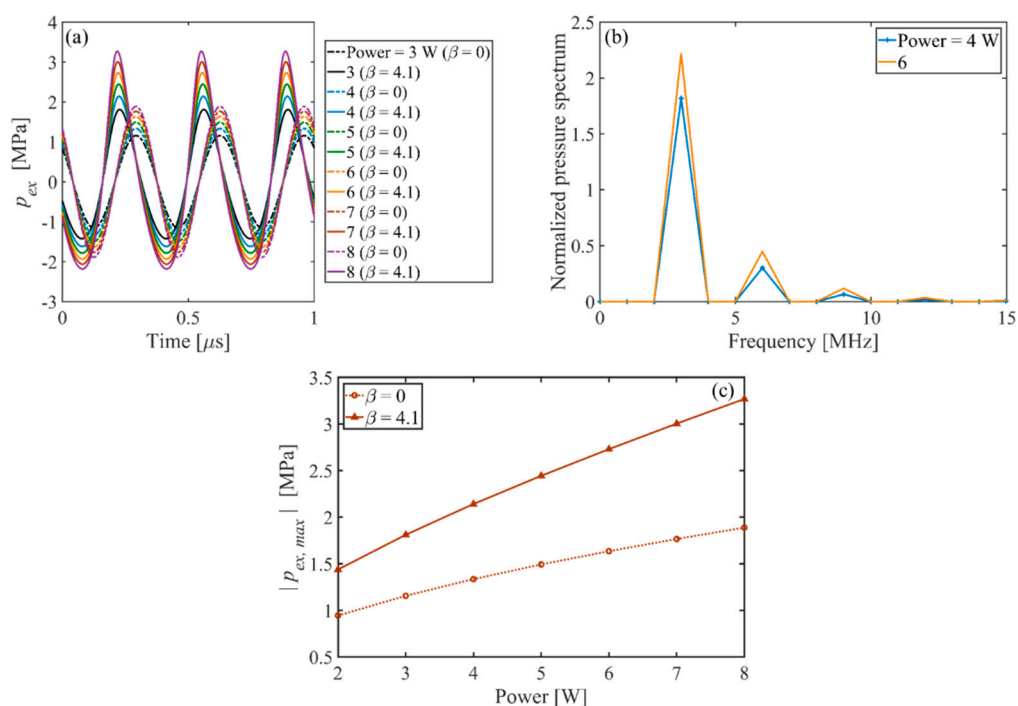 (a)
4
3
2
1
0
-1
-2
-3
p_ex [MPa]
0
0.5
1
Time [μs]
Power = 3 W (β = 0)
3 (β = 4.1)
4 (β = 0)
4 (β = 4.1)
5 (β = 0)
5 (β = 4.1)
6 (β = 0)
6 (β = 4.1)
7 (β = 0)
7 (β = 4.1)
8 (β = 0)
8 (β = 4.1)
(b)
2.5
2
1.5
1
0.5
0
Normalized pressure spectrum
0
5
10
15
Frequency [MHz]
Power = 4 W
6
(c)
3.5
3
2.5
2
1.5
1
0.5
| p_ex, max | [MPa]
2
3
4
5
6
7
8
Power [W]
β = 0
β = 4.1